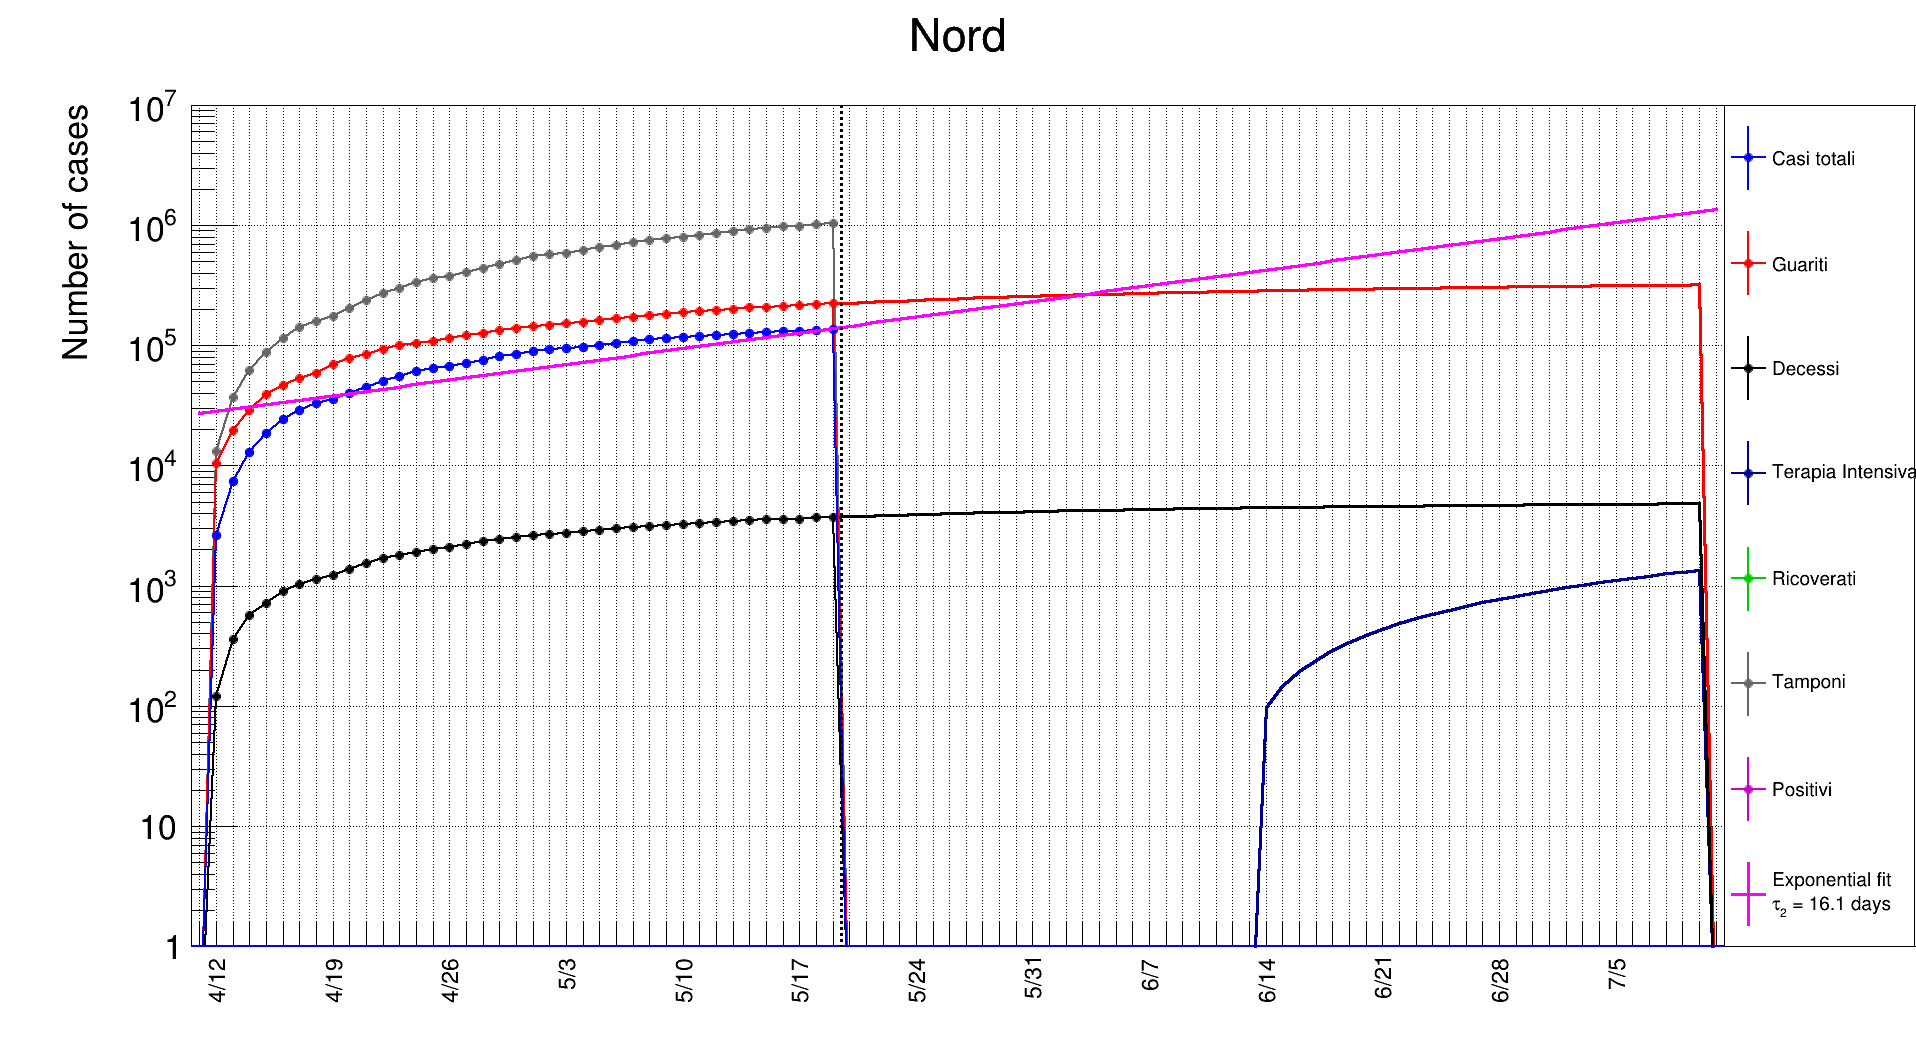 Nord
Number of cases
10^7
10^6
10^5
10^4
10^3
10^2
10
1
4/12
4/19
4/26
5/3
5/10
5/17
5/24
5/31
6/7
6/14
6/21
6/28
7/5
Casi totali
Guariti
Decessi
Terapia Intensiva
Ricoverati
Tamponi
Positivi
Exponential fit
τ₂ = 16.1 days